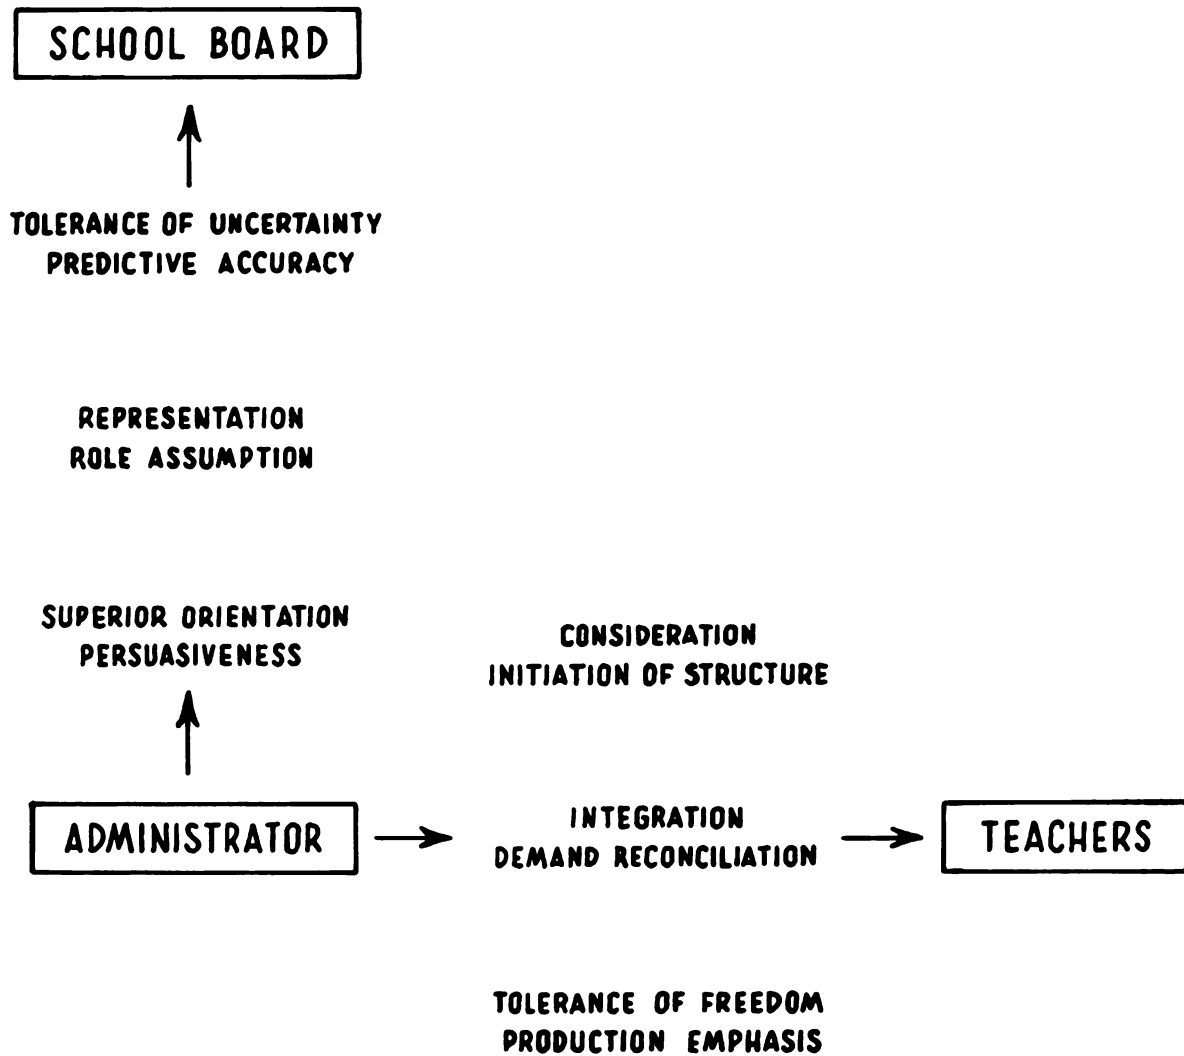 SCHOOL BOARD
TOLERANCE OF UNCERTAINTY
PREDICTIVE ACCURACY
REPRESENTATION
ROLE ASSUMPTION
SUPERIOR ORIENTATION
PERSUASIVENESS
CONSIDERATION
INITIATION OF STRUCTURE
ADMINISTRATOR
INTEGRATION
DEMAND RECONCILIATION
TEACHERS
TOLERANCE OF FREEDOM
PRODUCTION EMPHASIS